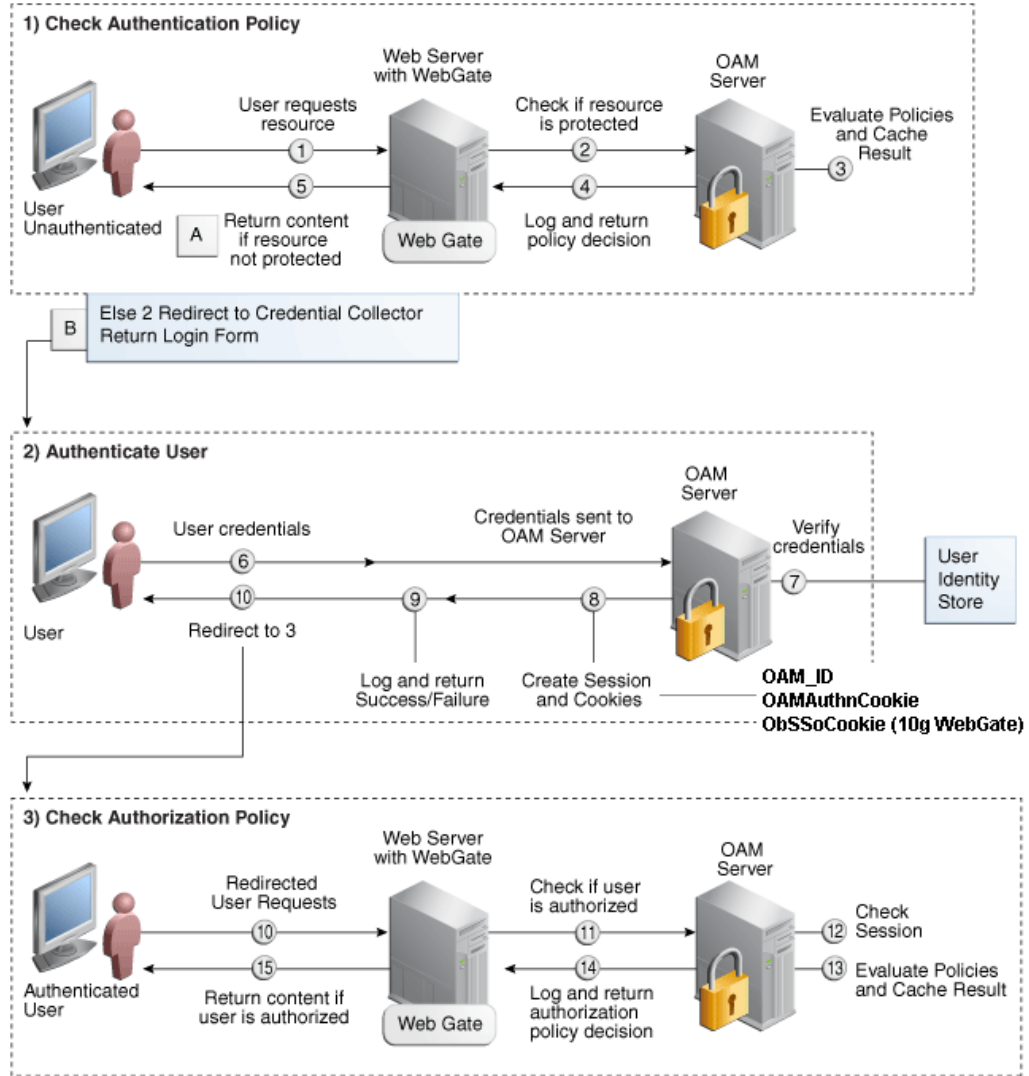 1) Check Authentication Policy
Web Server
with WebGate
OAM
Server
User requests
resource
1
Check if resource
is protected
2
Evaluate Policies
and Cache
Result
3
5
4
User
Unauthenticated
A
Return content
if resource
not protected
Web Gate
Log and return
policy decision
B
Else 2 Redirect to Credential Collector
Return Login Form
2) Authenticate User
OAM
Server
User credentials
6
Credentials sent to
OAM Server
Verify
credentials
7
User
Identity
Store
10
9
8
User
Redirect to 3
Log and return
Success/Failure
Create Session
and Cookies
OAM_ID
OAMAuthnCookie
ObSSoCookie (10g WebGate)
3) Check Authorization Policy
Web Server
with WebGate
OAM
Server
Redirected
User Requests
10
Check if user
is authorized
11
12
Check
Session
15
14
13
Evaluate Policies
and Cache Result
Authenticated
User
Return content if
user is authorized
Web Gate
Log and return
authorization
policy decision